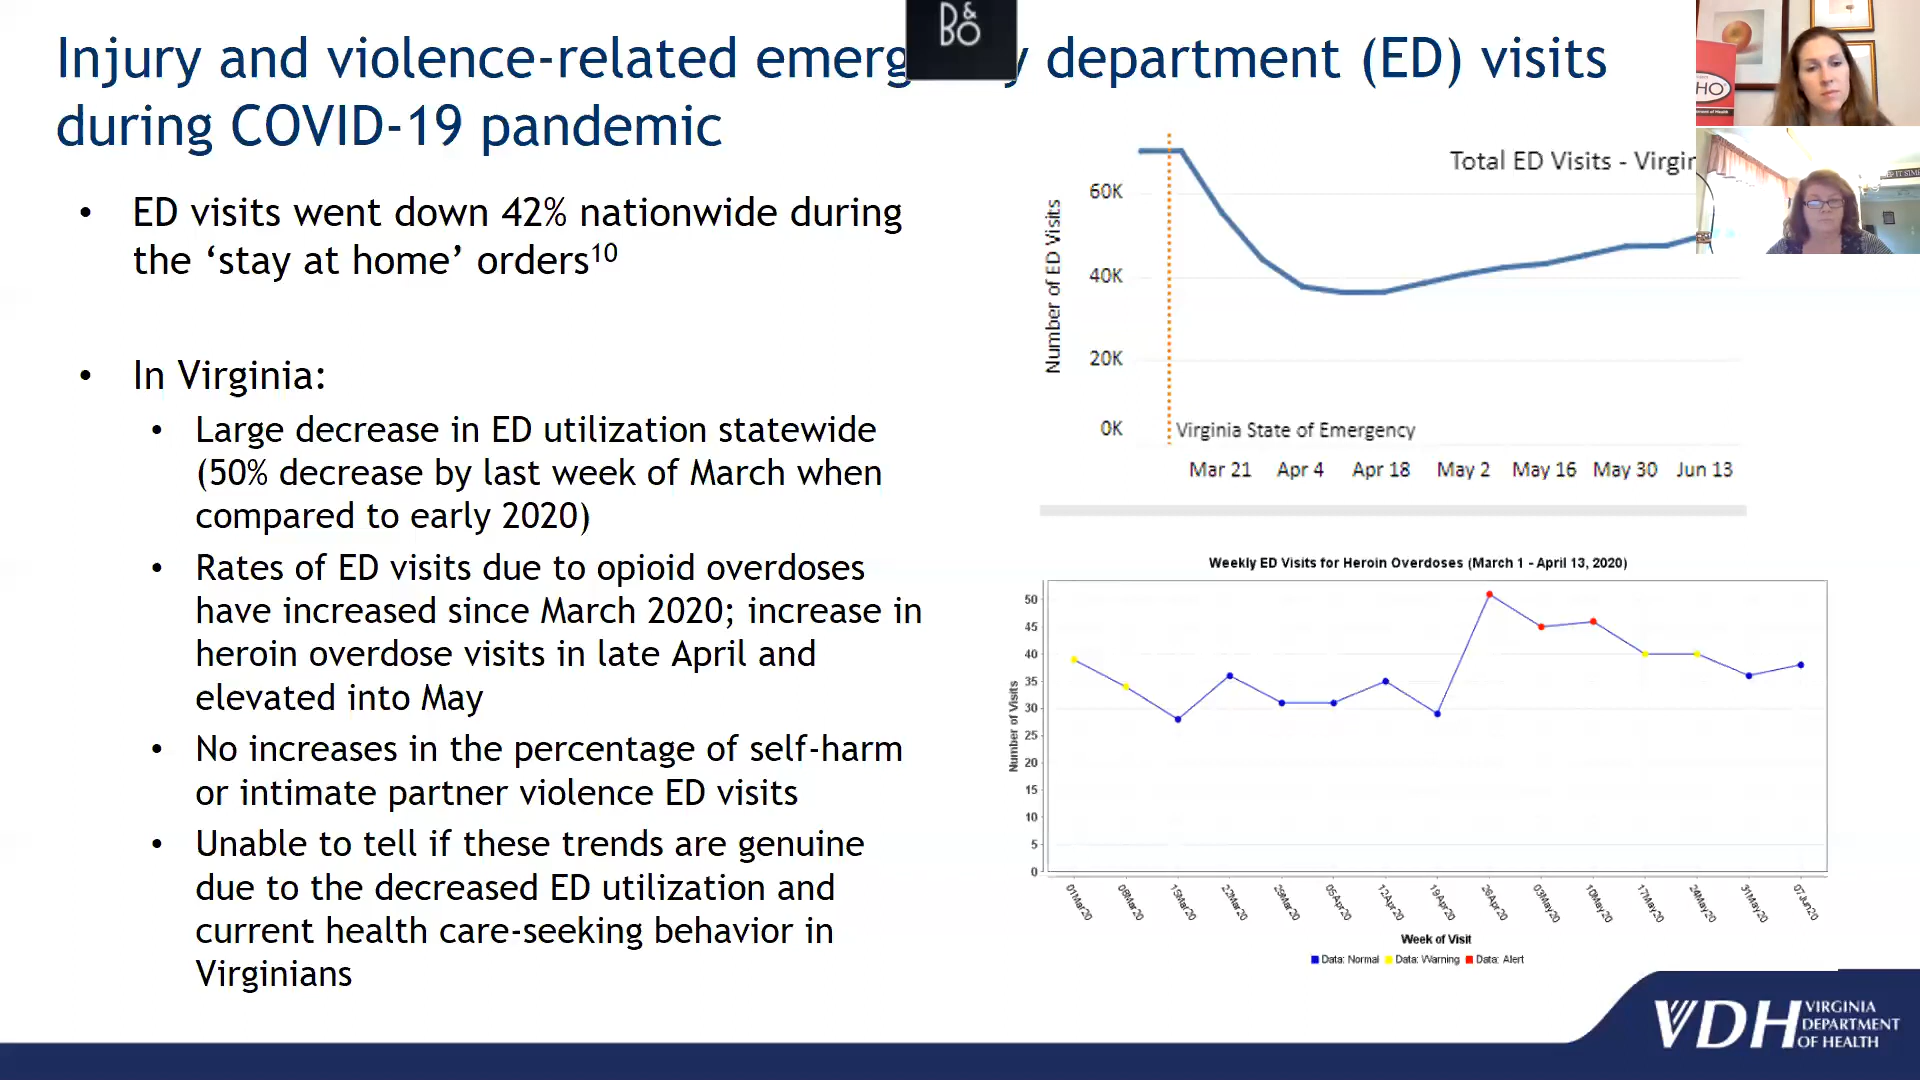 Injury and violence-related emerg y department (ED) visits
during COVID-19 pandemic
B&O
• ED visits went down 42% nationwide during
the ‘stay at home’ orders10
• In Virginia:
• Large decrease in ED utilization statewide
(50% decrease by last week of March when
compared to early 2020)
• Rates of ED visits due to opioid overdoses
have increased since March 2020; increase in
heroin overdose visits in late April and
elevated into May
• No increases in the percentage of self-harm
or intimate partner violence ED visits
• Unable to tell if these trends are genuine
due to the decreased ED utilization and
current health care-seeking behavior in
Virginians
Total ED Visits - Virgin
Number of ED Visits
60K
40K
20K
0K
Virginia State of Emergency
Mar 21 Apr 4 Apr 18 May 2 May 16 May 30 Jun 13
Weekly ED Visits for Heroin Overdoses (March 1 - April 13, 2020)
Number of Visits
50
45
40
35
30
25
20
15
10
5
0
01Mar20 08Mar20 15Mar20 22Mar20 29Mar20 05Apr20 12Apr20 19Apr20 26Apr20 03May20 10May20 17May20 24May20 31May20 07Jun20
Week of Visit
Data: Normal Data: Warning Data: Alert
VDH VIRGINIA
DEPARTMENT
OF HEALTH
HO